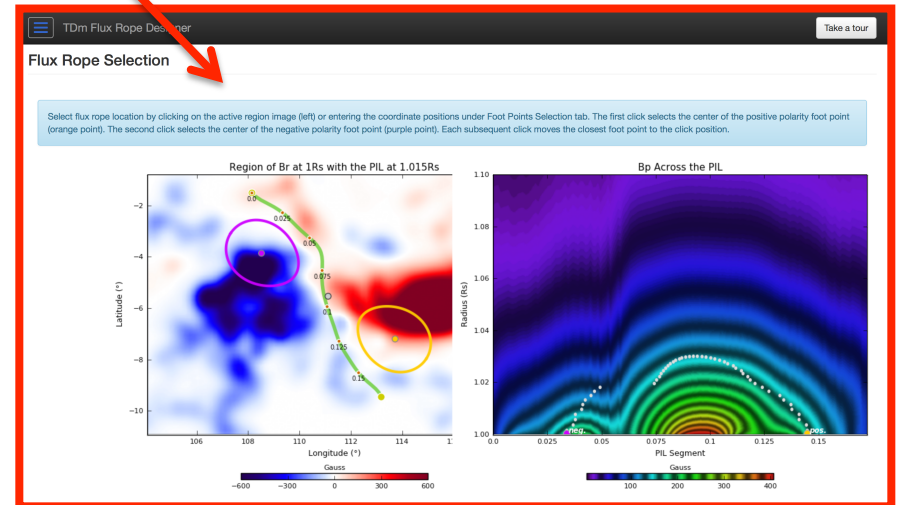 TDm Flux Rope Designer
Take a tour
Flux Rope Selection
Select flux rope location by clicking on the active region image (left) or entering the coordinate positions under Foot Points Selection tab. The first click selects the center of the positive polarity foot point
(orange point). The second click selects the center of the negative polarity foot point (purple point). Each subsequent click moves the closest foot point to the click position.
Region of Br at 1Rs with the PIL at 1.015Rs
−2
−4
−6
−8
−10
Latitude (°)
0.0
0.025
0.05
0.075
0.1
0.125
0.15
106
108
110
112
114
Longitude (°)
Gauss
−600
−300
0
300
600
Bp Across the PIL
1.10
1.08
1.06
1.04
1.02
1.00
Radius (Rs)
neg.
pos.
0.0
0.025
0.05
0.075
0.1
0.125
0.15
PIL Segment
Gauss
100
200
300
400